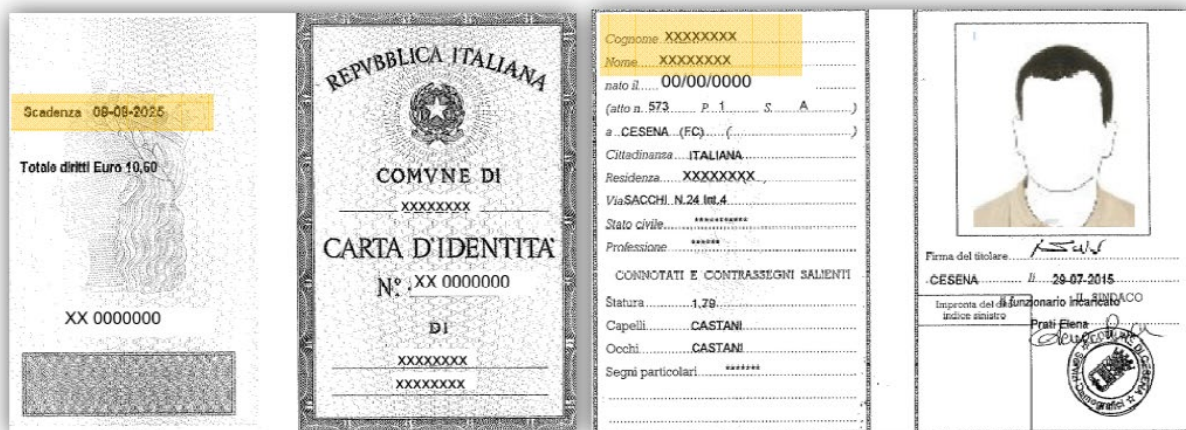 Scadenza 09-09-2025
Totale diritti Euro 10,60
XX 0000000
REPVBBLICA ITALIANA
COMVNE DI
XXXXXXXX
CARTA D'IDENTITA'
N° XX 0000000
DI
XXXXXXXX
XXXXXXXX
Cognome XXXXXXXX
Nome XXXXXXXX
nato il 00/00/0000
(atto n. 573 P. 1 S. A )
a CESENA (FC) ( )
Cittadinanza ITALIANA
Residenza XXXXXXXX
Via SACCHI N.24 Int.4
Stato civile **********
Professione ******
CONNOTATI E CONTRASSEGNI SALIENTI
Statura 1,79
Capelli CASTANI
Occhi CASTANI
Segni particolari *******
Firma del titolare
CESENA li 29-07-2015
Impronta del dito
indice sinistro
IL SINDACO
Il funzionario incaricato
Prati Elena